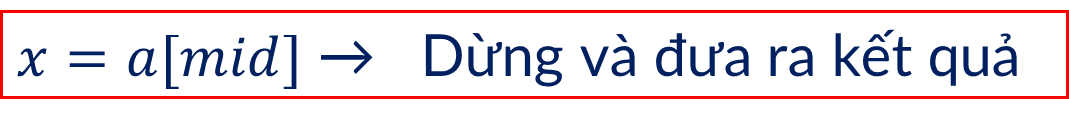 x = a[mid] → Dừng và đưa ra kết quả